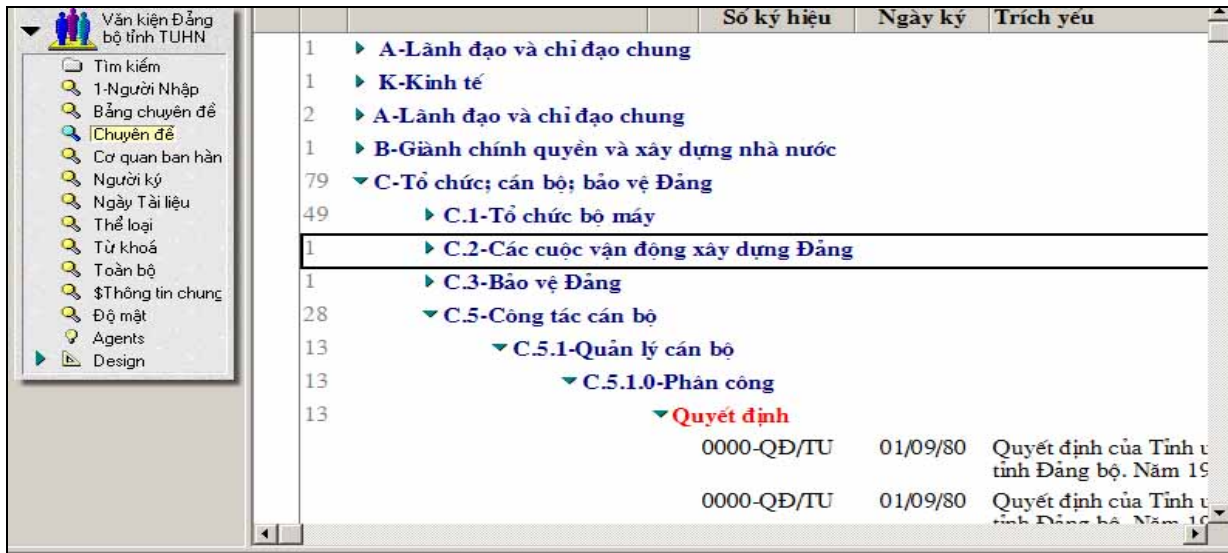 Văn kiện Đảng
bộ tỉnh TUHN
Tìm kiếm
1-Người Nhập
Bảng chuyên đề
Chuyên đề
Cơ quan ban hàn
Người ký
Ngày Tài liệu
Thể loại
Từ khoá
Toàn bộ
$Thông tin chung
Độ mật
Agents
Design
Số ký hiệu Ngày ký Trích yếu
1 A-Lãnh đạo và chỉ đạo chung
1 K-Kinh tế
2 A-Lãnh đạo và chỉ đạo chung
1 B-Giành chính quyền và xây dựng nhà nước
79 C-Tổ chức; cán bộ; bảo vệ Đảng
49 C.1-Tổ chức bộ máy
1 C.2-Các cuộc vận động xây dựng Đảng
1 C.3-Bảo vệ Đảng
28 C.5-Công tác cán bộ
13 C.5.1-Quản lý cán bộ
13 C.5.1.0-Phân công
13 Quyết định
0000-QĐ/TU 01/09/80 Quyết định của Tỉnh u
tỉnh Đảng bộ. Năm 19
0000-QĐ/TU 01/09/80 Quyết định của Tỉnh u
tỉnh Đảng bộ. Năm 19